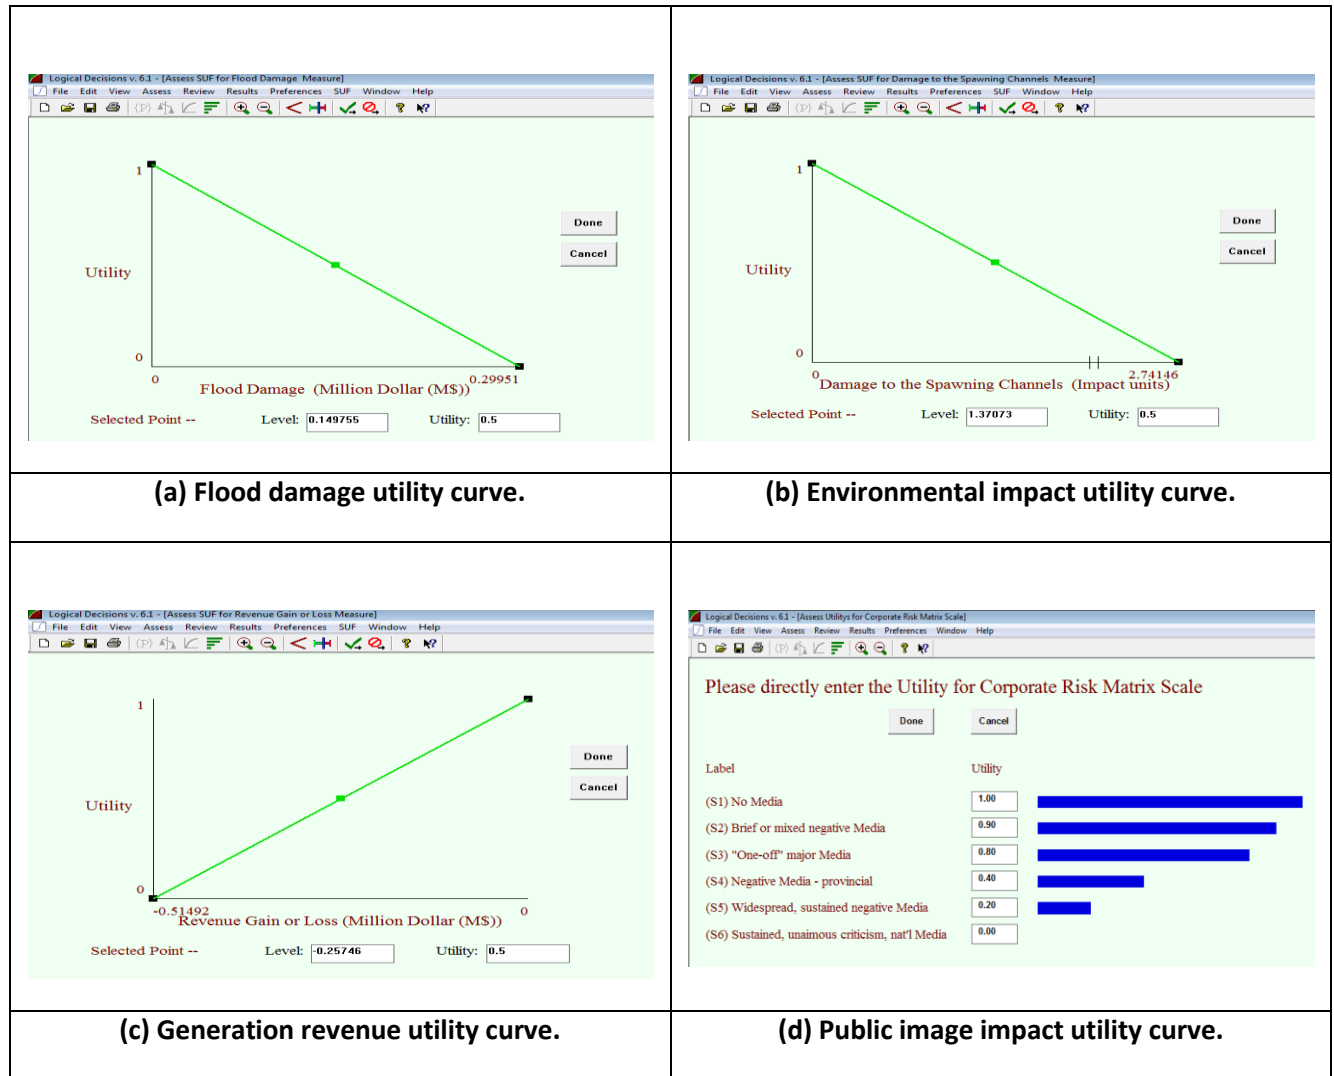 Logical Decisions v. 6.1 - [Assess SUF for Flood Damage  Measure]
File Edit View Assess Review Results Preferences SUF Window Help
1
Utility
0
0
0.29951
Flood Damage  (Million Dollar (M$))
Done
Cancel
Selected Point -- Level: 0.149755 Utility: 0.5
(a) Flood damage utility curve.
Logical Decisions v. 6.1 - [Assess SUF for Damage to the Spawning Channels  Measure]
File Edit View Assess Review Results Preferences SUF Window Help
1
Utility
0
0
2.74146
Damage to the Spawning Channels  (Impact units)
Done
Cancel
Selected Point -- Level: 1.37073 Utility: 0.5
(b) Environmental impact utility curve.
Logical Decisions v. 6.1 - [Assess SUF for Revenue Gain or Loss Measure]
File Edit View Assess Review Results Preferences SUF Window Help
1
Utility
0
-0.51492
0
Revenue Gain or Loss (Million Dollar (M$))
Done
Cancel
Selected Point -- Level: -0.25746 Utility: 0.5
(c) Generation revenue utility curve.
Logical Decisions v. 6.1 - [Assess Utilitys for Corporate Risk Matrix Scale]
File Edit View Assess Review Results Preferences Window Help
Please directly enter the Utility for Corporate Risk Matrix Scale
Done Cancel
Label Utility
(S1) No Media 1.00
(S2) Brief or mixed negative Media 0.90
(S3) "One-off" major Media 0.80
(S4) Negative Media - provincial 0.40
(S5) Widespread, sustained negative Media 0.20
(S6) Sustained, unaimous criticism, nat'l Media 0.00
(d) Public image impact utility curve.